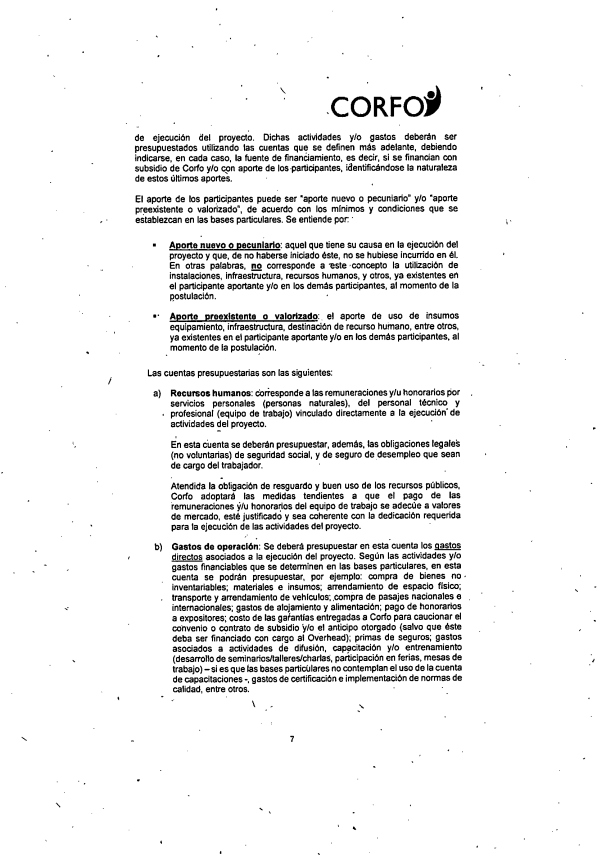 CORFO
de ejecución del proyecto. Dichas actividades y/o gastos deberán ser
presupuestados utilizando las cuentas que se definen más adelante, debiendo
indicarse, en cada caso, la fuente de financiamiento, es decir, si se financian con
subsidio de Corfo y/o con aporte de los participantes, identificándose la naturaleza
de estos últimos aportes.
El aporte de los participantes puede ser "aporte nuevo o pecuniario" y/o "aporte
preexistente o valorizado", de acuerdo con los mínimos y condiciones que se
establezcan en las bases particulares. Se entiende por:
▪ Aporte nuevo o pecuniario: aquel que tiene su causa en la ejecución del
proyecto y que, de no haberse iniciado éste, no se hubiese incurrido en él.
En otras palabras, no corresponde a este concepto la utilización de
instalaciones, infraestructura, recursos humanos, y otros, ya existentes en
el participante aportante y/o en los demás participantes, al momento de la
postulación.
▪ Aporte preexistente o valorizado: el aporte de uso de insumos
equipamiento, infraestructura, destinación de recurso humano, entre otros,
ya existentes en el participante aportante y/o en los demás participantes, al
momento de la postulación.
Las cuentas presupuestarias son las siguientes:
a) Recursos humanos: corresponde a las remuneraciones y/u honorarios por
servicios personales (personas naturales), del personal técnico y
profesional (equipo de trabajo) vinculado directamente a la ejecución de
actividades del proyecto.
En esta cuenta se deberán presupuestar, además, las obligaciones legales
(no voluntarias) de seguridad social, y de seguro de desempleo que sean
de cargo del trabajador.
Atendida la obligación de resguardo y buen uso de los recursos públicos,
Corfo adoptará las medidas tendientes a que el pago de las
remuneraciones y/u honorarios del equipo de trabajo se adecúe a valores
de mercado, esté justificado y sea coherente con la dedicación requerida
para la ejecución de las actividades del proyecto.
b) Gastos de operación: Se deberá presupuestar en esta cuenta los gastos
directos asociados a la ejecución del proyecto. Según las actividades y/o
gastos financiables que se determinen en las bases particulares, en esta
cuenta se podrán presupuestar, por ejemplo: compra de bienes no
inventariables; materiales e insumos; arrendamiento de espacio físico;
transporte y arrendamiento de vehículos; compra de pasajes nacionales e
internacionales; gastos de alojamiento y alimentación; pago de honorarios
a expositores; costo de las garantías entregadas a Corfo para caucionar el
convenio o contrato de subsidio y/o el anticipo otorgado (salvo que éste
deba ser financiado con cargo al Overhead); primas de seguros; gastos
asociados a actividades de difusión, capacitación y/o entrenamiento
(desarrollo de seminarios/talleres/charlas, participación en ferias, mesas de
trabajo) – si es que las bases particulares no contemplan el uso de la cuenta
de capacitaciones -, gastos de certificación e implementación de normas de
calidad, entre otros.
7